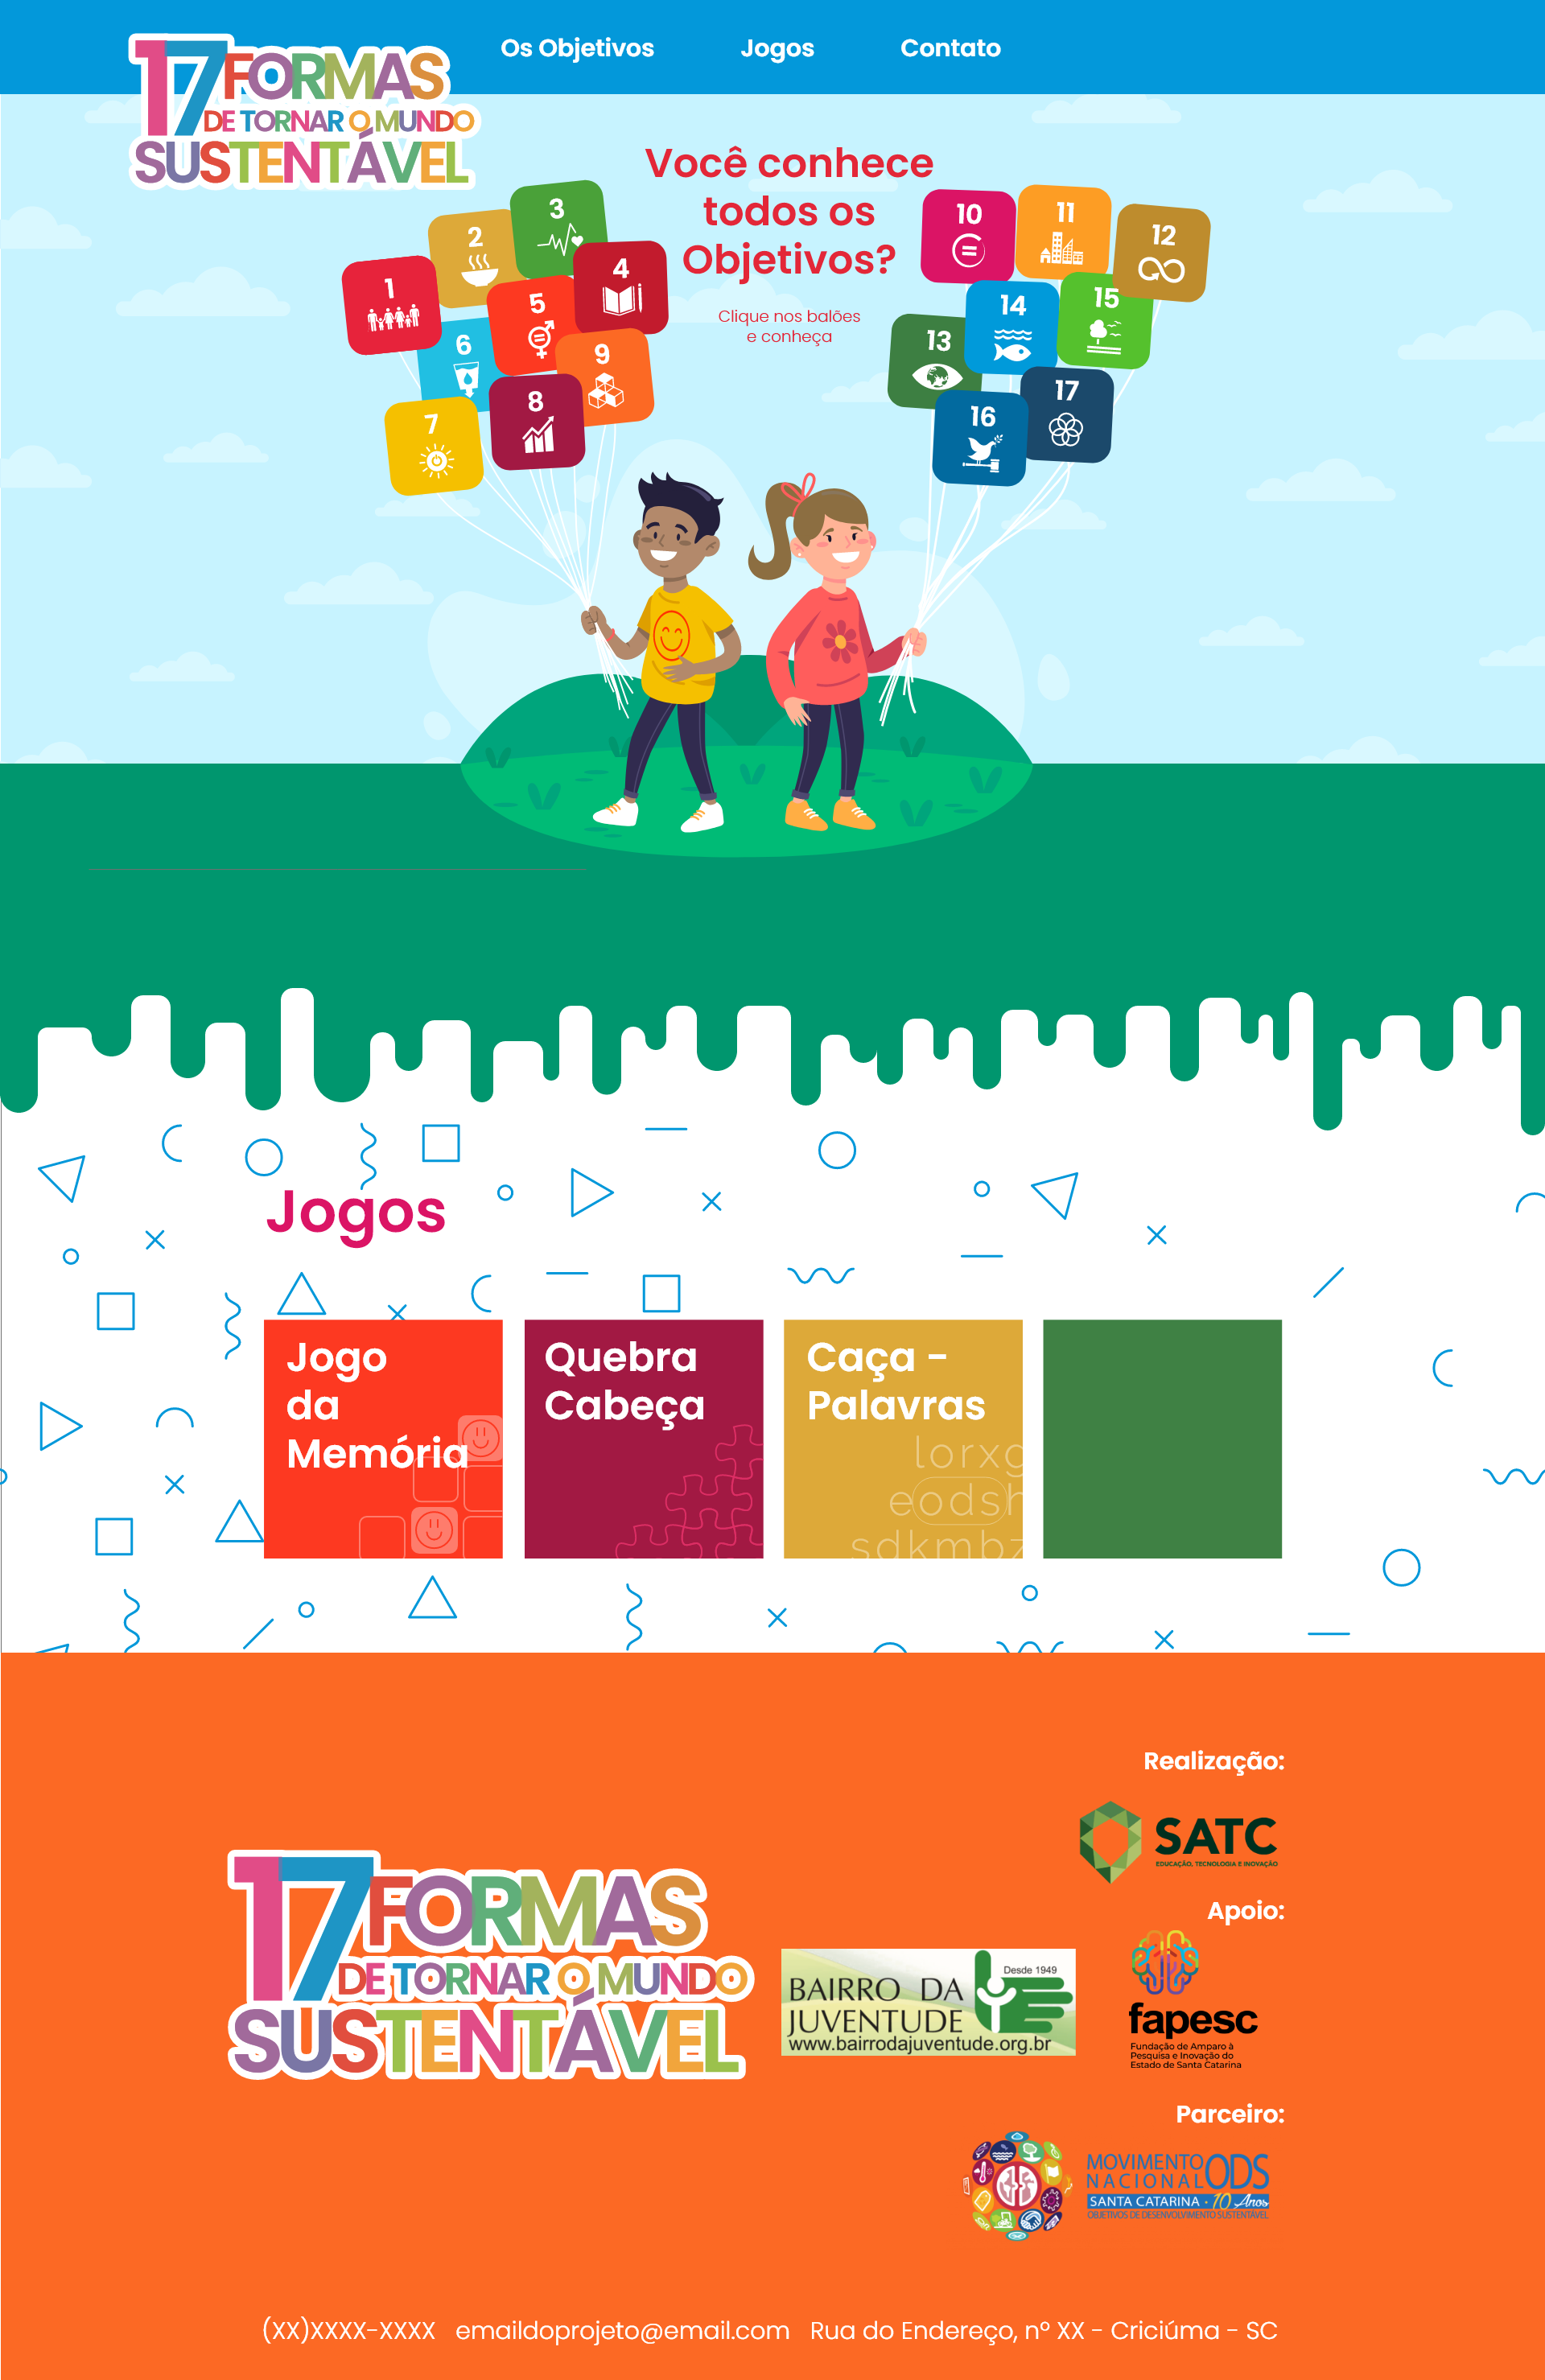 17 FORMAS
DE TORNAR O MUNDO
SUSTENTÁVEL
Os Objetivos
Jogos
Contato
Você conhece
todos os
Objetivos?
Clique nos balões
e conheça
1
2
3
4
5
6
7
8
9
10
11
12
13
14
15
16
17
Jogos
Jogo
da
Memória
Quebra
Cabeça
Caça -
Palavras
lorxg
eodsh
sdkmbz
17 FORMAS
DE TORNAR O MUNDO
SUSTENTÁVEL
Realização:
SATC
EDUCAÇÃO, TECNOLOGIA E INOVAÇÃO
Apoio:
BAIRRO DA
JUVENTUDE
Desde 1949
www.bairrodajuventude.org.br
fapesc
Fundação de Amparo à
Pesquisa e Inovação do
Estado de Santa Catarina
Parceiro:
MOVIMENTO
NACIONAL ODS
SANTA CATARINA · 10 Anos
OBJETIVOS DE DESENVOLVIMENTO SUSTENTÁVEL
(XX)XXXX-XXXX emaildoprojeto@email.com Rua do Endereço, nº XX - Criciúma - SC